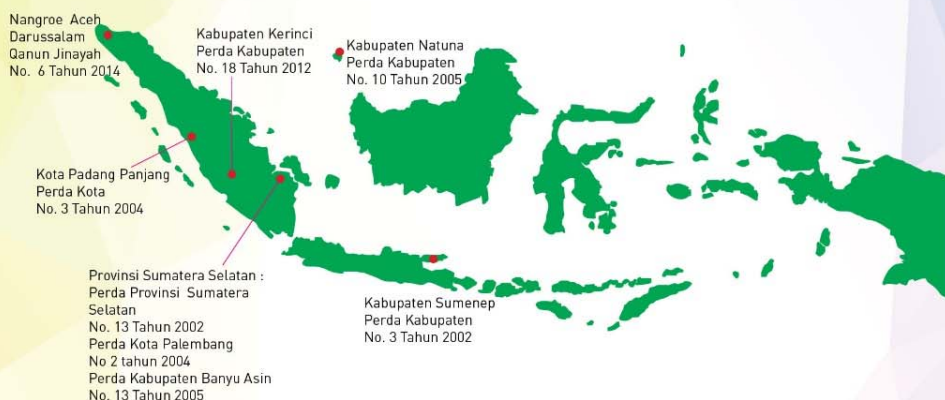 Nangroe Aceh
Darussalam
Qanun Jinayah
No. 6 Tahun 2014
Kabupaten Kerinci
Perda Kabupaten
No. 18 Tahun 2012
Kabupaten Natuna
Perda Kabupaten
No. 10 Tahun 2005
Kota Padang Panjang
Perda Kota
No. 3 Tahun 2004
Provinsi Sumatera Selatan :
Perda Provinsi Sumatera
Selatan
No. 13 Tahun 2002
Perda Kota Palembang
No 2 tahun 2004
Perda Kabupaten Banyu Asin
No. 13 Tahun 2005
Kabupaten Sumenep
Perda Kabupaten
No. 3 Tahun 2002